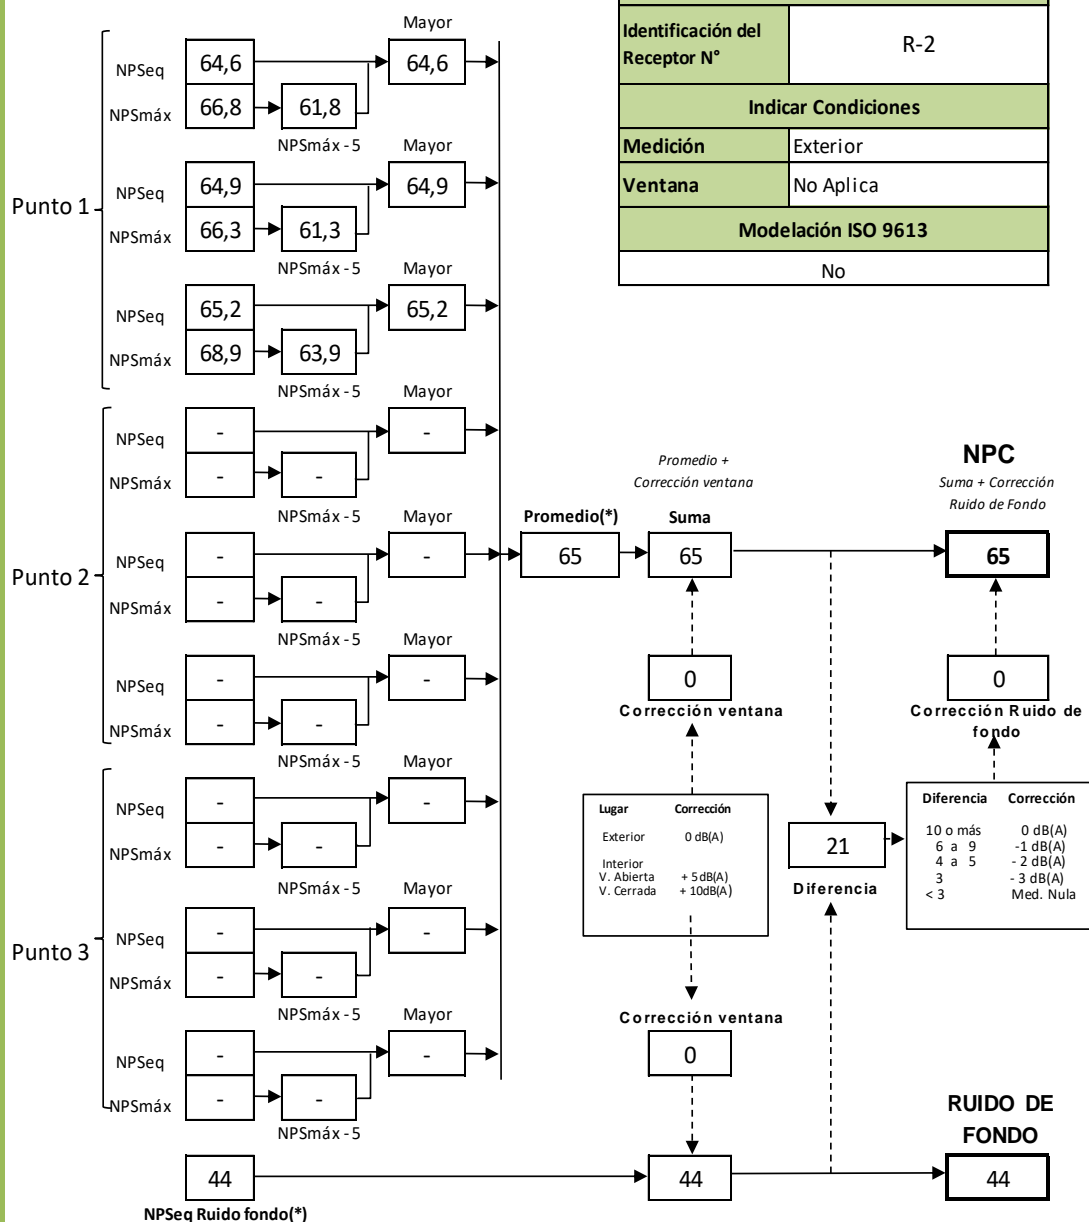 Identificación del
Receptor N°
R-2
Indicar Condiciones
Medición
Exterior
Ventana
No Aplica
Modelación ISO 9613
No
Punto 1
Mayor
NPSeq
64,6
64,6
NPSmáx
66,8
61,8
NPSmáx - 5
Mayor
NPSeq
64,9
64,9
NPSmáx
66,3
61,3
NPSmáx - 5
Mayor
NPSeq
65,2
65,2
NPSmáx
68,9
63,9
NPSmáx - 5
Punto 2
Mayor
NPSeq
-
-
NPSmáx
-
-
NPSmáx - 5
Mayor
NPSeq
-
-
NPSmáx
-
-
NPSmáx - 5
Mayor
NPSeq
-
-
NPSmáx
-
-
NPSmáx - 5
Punto 3
Mayor
NPSeq
-
-
NPSmáx
-
-
NPSmáx - 5
Mayor
NPSeq
-
-
NPSmáx
-
-
NPSmáx - 5
Mayor
NPSeq
-
-
NPSmáx
-
-
NPSmáx - 5
Promedio(*)
65
Promedio +
Corrección ventana
Suma
65
NPC
Suma + Corrección
Ruido de Fondo
65
0
Corrección ventana
0
Corrección Ruido de
fondo
Lugar Corrección
Exterior 0 dB(A)
Interior
V. Abierta + 5dB(A)
V. Cerrada + 10dB(A)
21
Diferencia
Diferencia Corrección
10 o más 0 dB(A)
6 a 9 -1 dB(A)
4 a 5 - 2 dB(A)
3 - 3 dB(A)
< 3 Med. Nula
Corrección ventana
0
44
44
RUIDO DE
FONDO
44
NPSeq Ruido fondo(*)